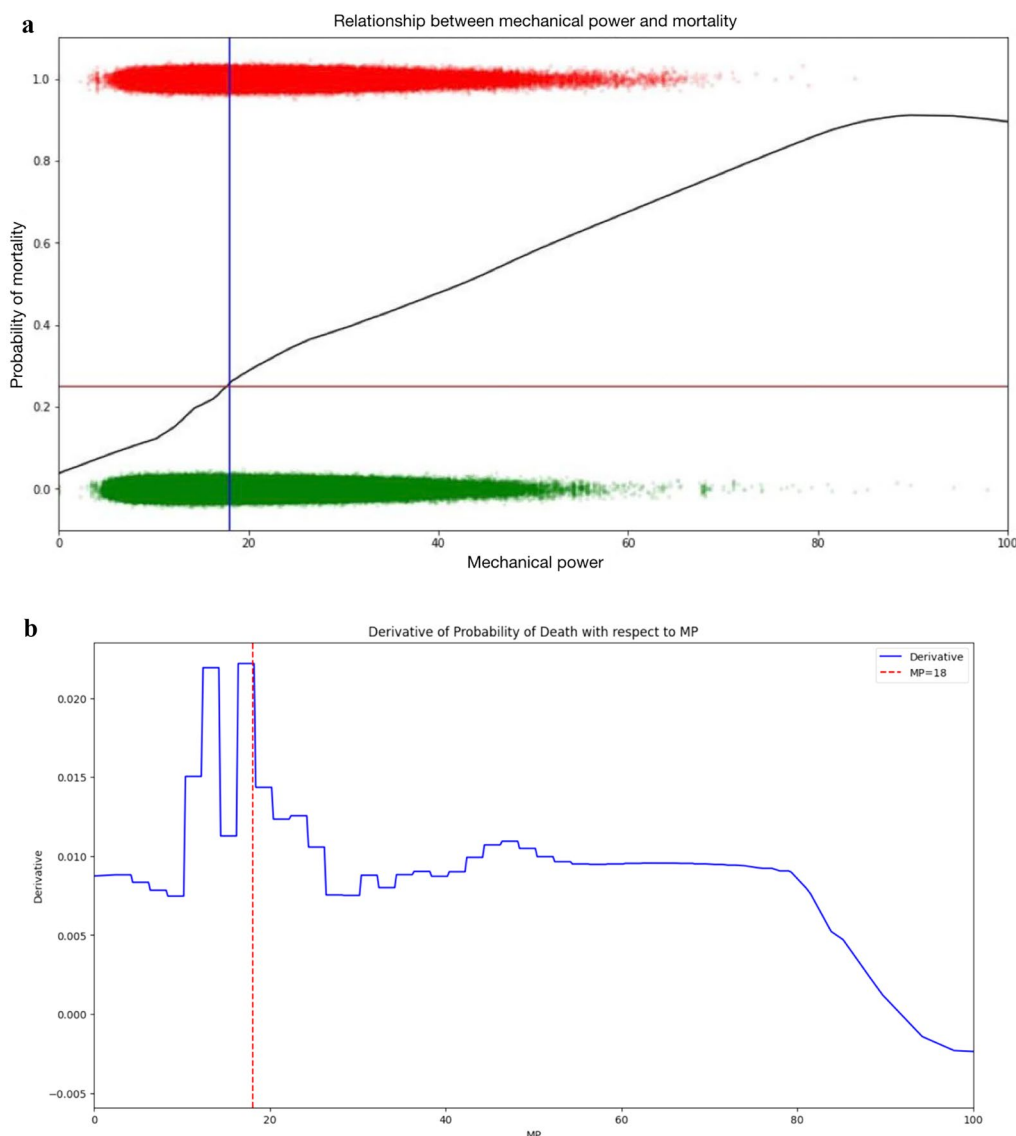 a
Relationship between mechanical power and mortality
Probability of mortality
1.0
0.8
0.6
0.4
0.2
0.0
0 20 40 60 80 100
Mechanical power
b
Derivative of Probability of Death with respect to MP
Derivative
MP=18
Derivative
0.020
0.015
0.010
0.005
0.000
−0.005
0 20 40 60 80 100
MP